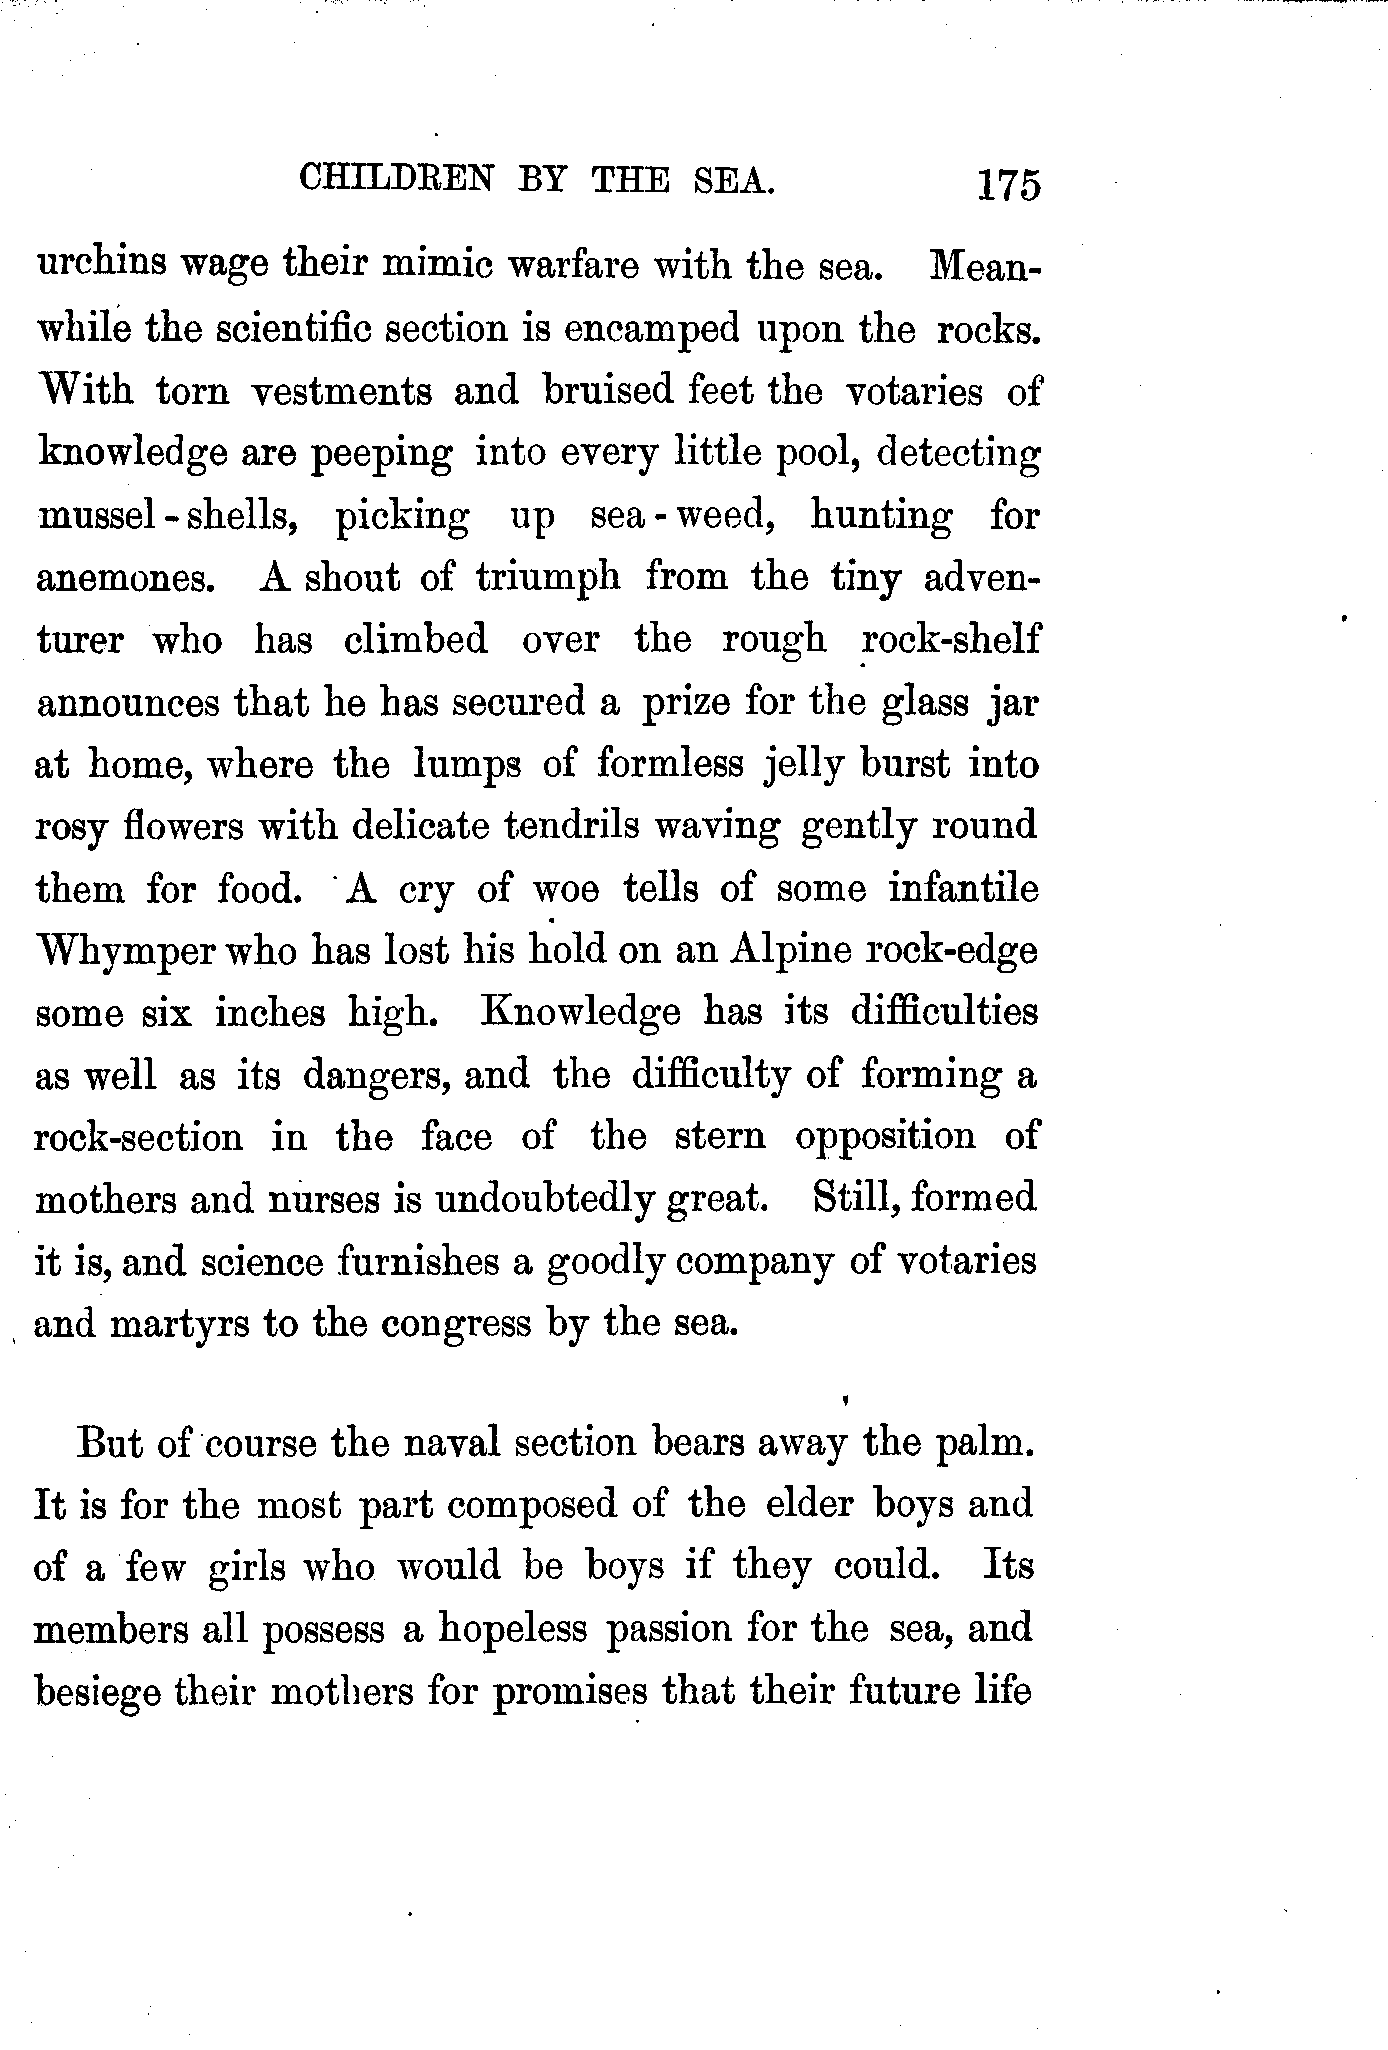 CHILDREN BY THE SEA. 175
urchins wage their mimic warfare with the sea. Mean-
while the scientific section is encamped upon the rocks.
With torn vestments and bruised feet the votaries of
knowledge are peeping into every little pool, detecting
mussel-shells, picking up sea-weed, hunting for
anemones. A shout of triumph from the tiny adven-
turer who has climbed over the rough rock-shelf
announces that he has secured a prize for the glass jar
at home, where the lumps of formless jelly burst into
rosy flowers with delicate tendrils waving gently round
them for food. A cry of woe tells of some infantile
Whymper who has lost his hold on an Alpine rock-edge
some six inches high. Knowledge has its difficulties
as well as its dangers, and the difficulty of forming a
rock-section in the face of the stern opposition of
mothers and nurses is undoubtedly great. Still, formed
it is, and science furnishes a goodly company of votaries
and martyrs to the congress by the sea.
But of course the naval section bears away the palm.
It is for the most part composed of the elder boys and
of a few girls who would be boys if they could. Its
members all possess a hopeless passion for the sea, and
besiege their mothers for promises that their future life